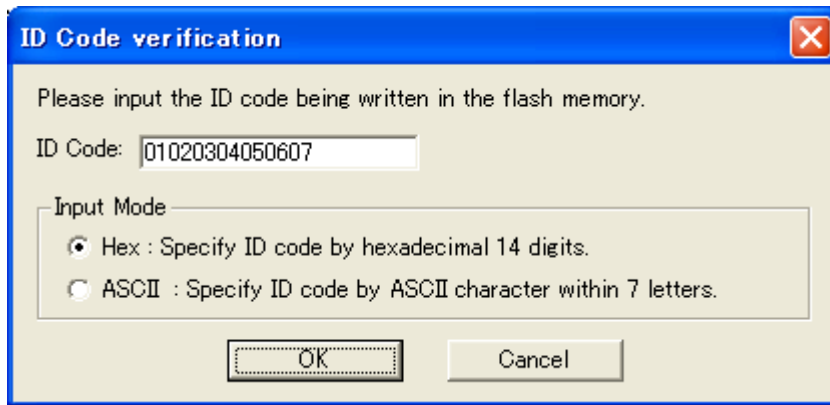 ID Code verification
Please input the ID code being written in the flash memory.
ID Code: 01020304050607
Input Mode
Hex : Specify ID code by hexadecimal 14 digits.
ASCII : Specify ID code by ASCII character within 7 letters.
OK Cancel